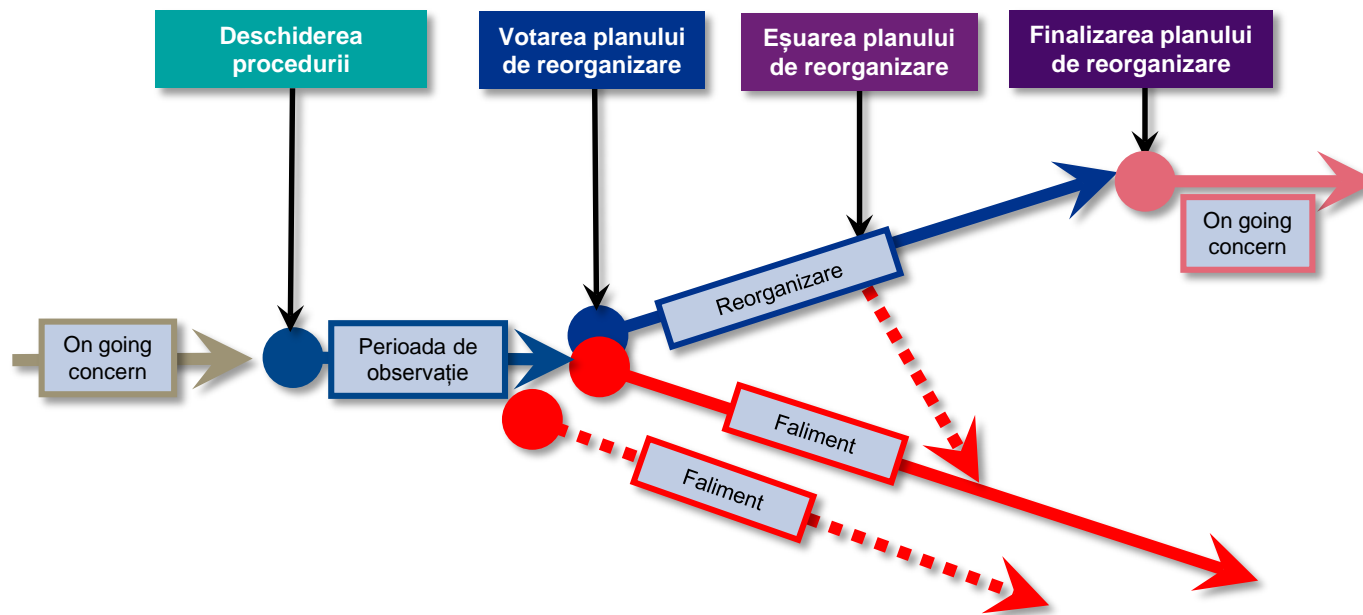 Deschiderea
procedurii
Votarea planului
de reorganizare
Eșuarea planului
de reorganizare
Finalizarea planului
de reorganizare
On going
concern
Reorganizare
On going
concern
Perioada de
observație
Faliment
Faliment